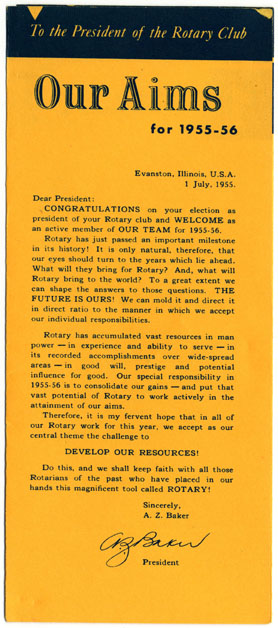 To the President of the Rotary Club
Our Aims
for 1955-56
Evanston, Illinois, U.S.A.
1 July, 1955.
Dear President:
CONGRATULATIONS on your election as
president of your Rotary club and WELCOME as
an active member of OUR TEAM for 1955-56.
Rotary has just passed an important milestone
in its history! It is only natural, therefore, that
our eyes should turn to the years which lie ahead.
What will they bring for Rotary? And, what will
Rotary bring to the world? To a great extent we
can shape the answers to those questions. THE
FUTURE IS OURS! We can mold it and direct it
in direct ratio to the manner in which we accept
our individual responsibilities.
Rotary has accumulated vast resources in man
power — in experience and ability to serve — in
its recorded accomplishments over wide-spread
areas — in good will, prestige and potential
influence for good. Our special responsibility in
1955-56 is to consolidate our gains — and put that
vast potential of Rotary to work actively in the
attainment of our aims.
Therefore, it is my fervent hope that in all of
our Rotary work for this year, we accept as our
central theme the challenge to
DEVELOP OUR RESOURCES!
Do this, and we shall keep faith with all those
Rotarians of the past who have placed in our
hands this magnificent tool called ROTARY!
Sincerely,
A. Z. Baker
AZ Baker
President